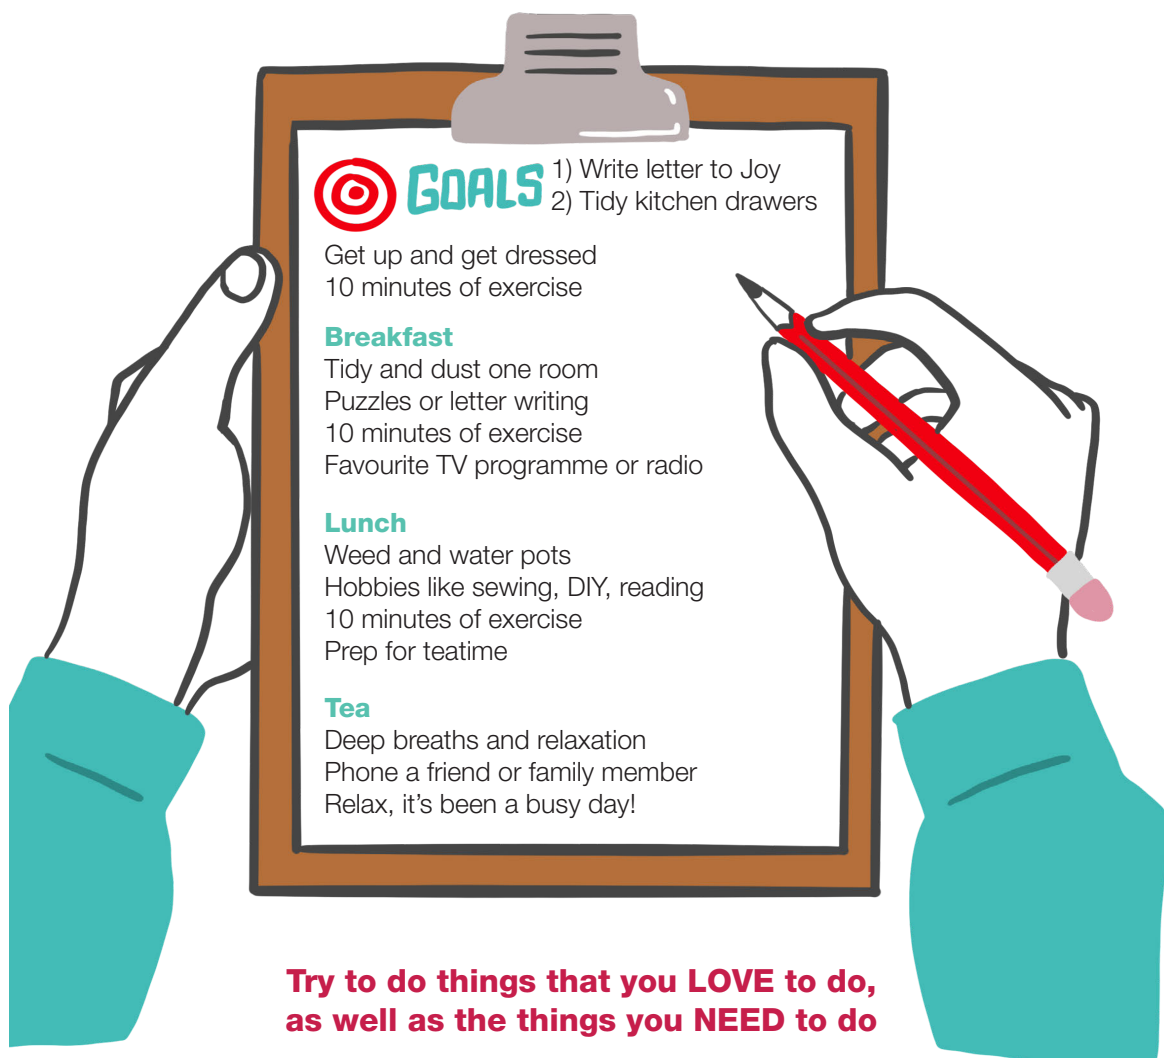 GOALS
1) Write letter to Joy
2) Tidy kitchen drawers
Get up and get dressed
10 minutes of exercise
Breakfast
Tidy and dust one room
Puzzles or letter writing
10 minutes of exercise
Favourite TV programme or radio
Lunch
Weed and water pots
Hobbies like sewing, DIY, reading
10 minutes of exercise
Prep for teatime
Tea
Deep breaths and relaxation
Phone a friend or family member
Relax, it’s been a busy day!
Try to do things that you LOVE to do,
as well as the things you NEED to do